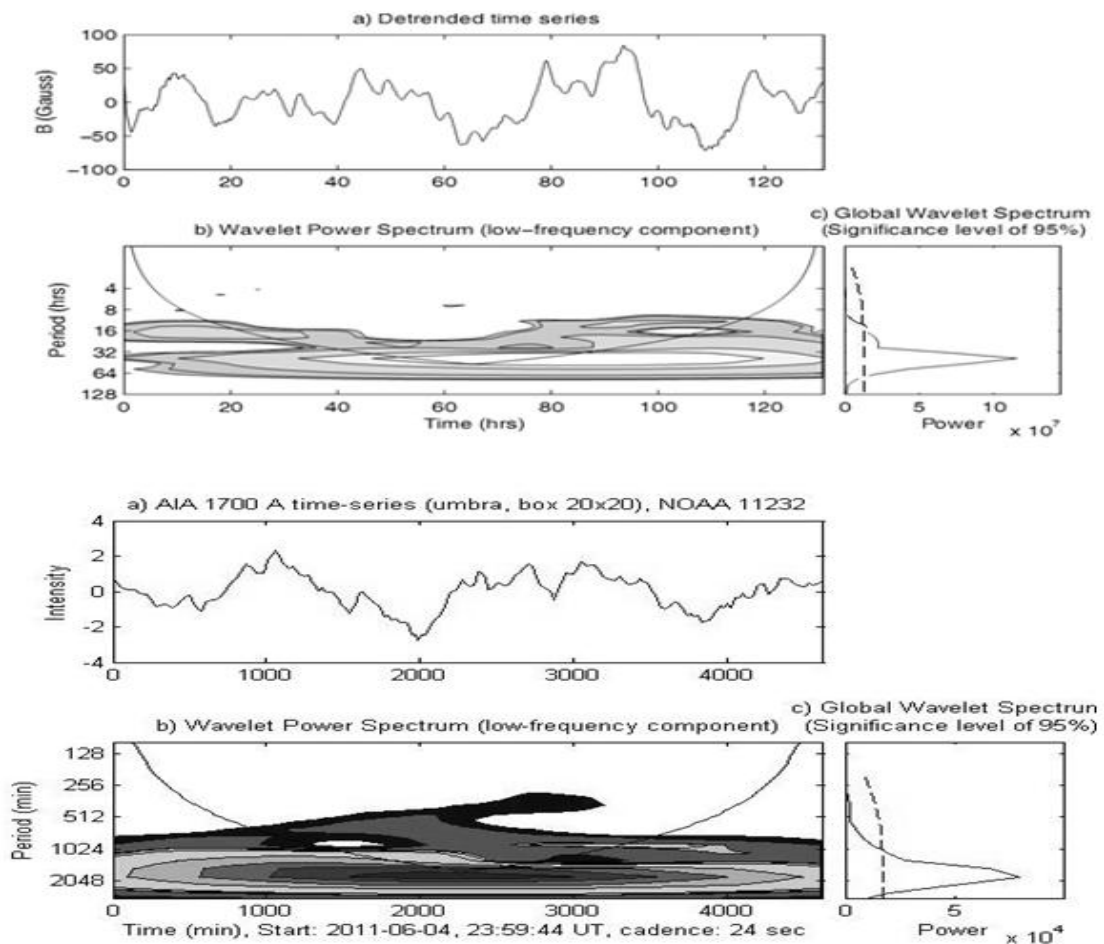 a) Detrended time series
100
50
0
−50
−100
B (Gauss)
0 20 40 60 80 100 120
b) Wavelet Power Spectrum (low−frequency component)
c) Global Wavelet Spectrum
(Significance level of 95%)
4
8
16
32
64
128
Period (hrs)
0 20 40 60 80 100 120
Time (hrs)
0 5 10
Power
x 10^7
a) AIA 1700 A time-series (umbra, box 20x20), NOAA 11232
4
2
0
-2
-4
Intensity
0 1000 2000 3000 4000
b) Wavelet Power Spectrum (low-frequency component)
c) Global Wavelet Spectrun
(Significance level of 95%)
128
256
512
1024
2048
Period (min)
0 1000 2000 3000 4000
Time (min), Start: 2011-06-04, 23:59:44 UT, cadence: 24 sec
0 5
Power
x 10^4